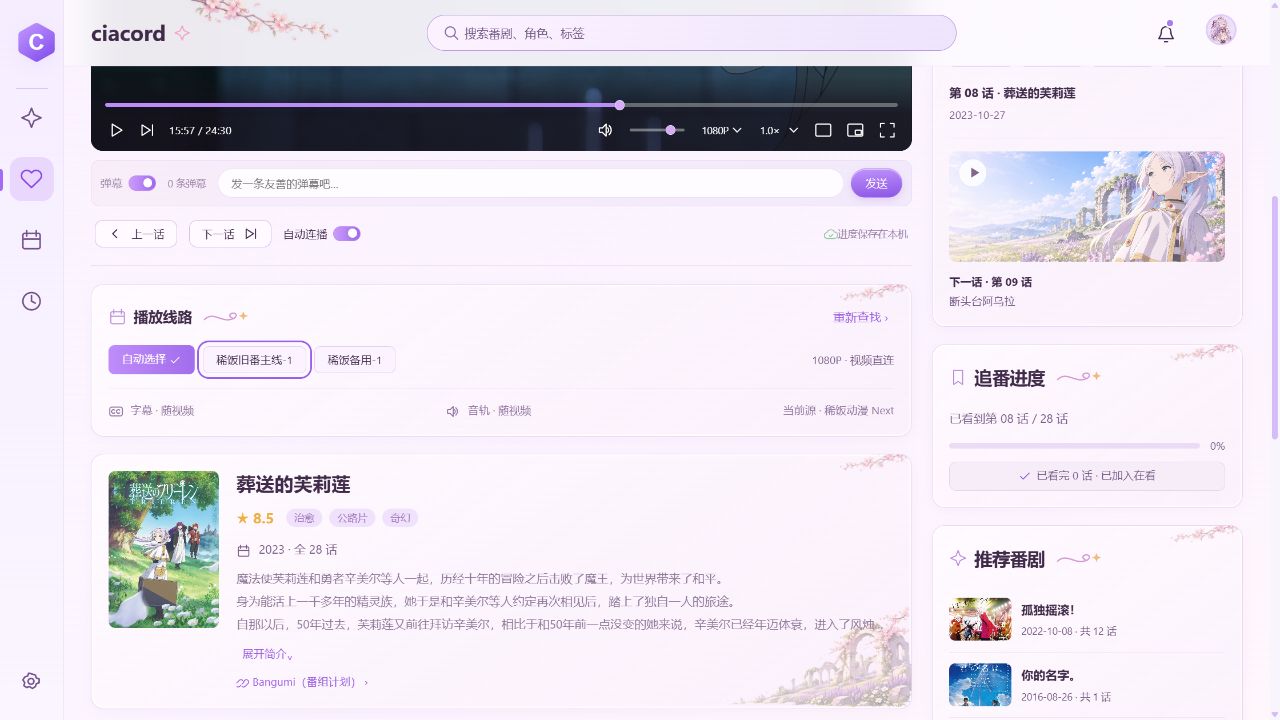 C
ciacord
搜索番剧、角色、标签
15:57 / 24:30
1080P
1.0×
弹幕
0 条弹幕
发一条友善的弹幕吧...
发送
上一话
下一话
自动连播
进度保存在本机
播放线路
重新查找 ›
自动选择
稀饭旧番主线-1
稀饭备用-1
1080P · 视频直连
CC 字幕 · 随视频
音轨 · 随视频
当前源 · 稀饭动漫 Next
葬送のフリーレン
葬送的芙莉莲
★ 8.5
治愈
公路片
奇幻
2023 · 全 28 话
魔法使芙莉莲和勇者辛美尔等人一起，历经十年的冒险之后击败了魔王，为世界带来了和平。
身为能活上一千多年的精灵族，她于是和辛美尔等人约定再次相见后，踏上了独自一人的旅途。
自那以后，50年过去，芙莉莲又前往拜访辛美尔，相比于和50年前一点没变的她来说，辛美尔已经年迈体衰，进入了风烛
展开简介
Bangumi（番组计划） ›
第 08 话 · 葬送的芙莉莲
2023-10-27
下一话 · 第 09 话
断头台阿乌拉
追番进度
已看到第 08 话 / 28 话
0%
已看完 0 话 · 已加入在看
推荐番剧
孤独摇滚！
2022-10-08 · 共 12 话
你的名字。
2016-08-26 · 共 1 话